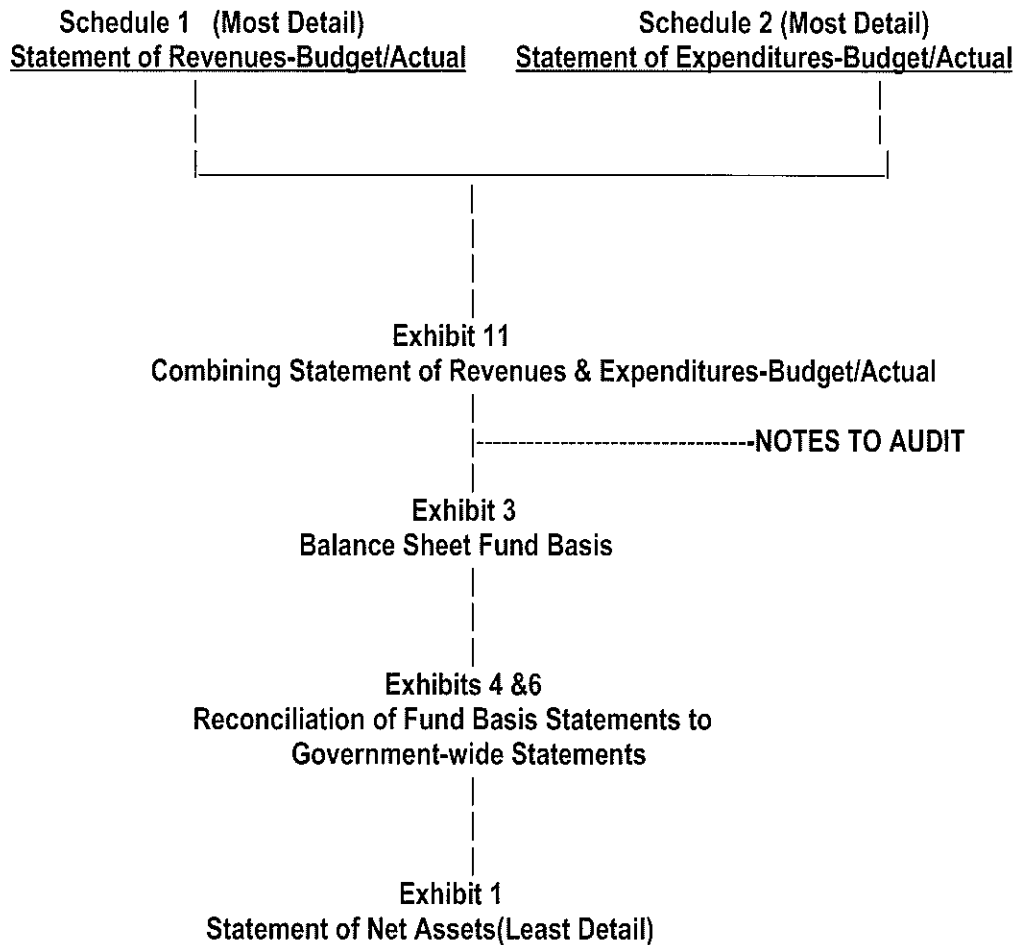 Schedule 1 (Most Detail)
Statement of Revenues-Budget/Actual
Schedule 2 (Most Detail)
Statement of Expenditures-Budget/Actual
Exhibit 11
Combining Statement of Revenues & Expenditures-Budget/Actual
NOTES TO AUDIT
Exhibit 3
Balance Sheet Fund Basis
Exhibits 4 &6
Reconciliation of Fund Basis Statements to
Government-wide Statements
Exhibit 1
Statement of Net Assets(Least Detail)